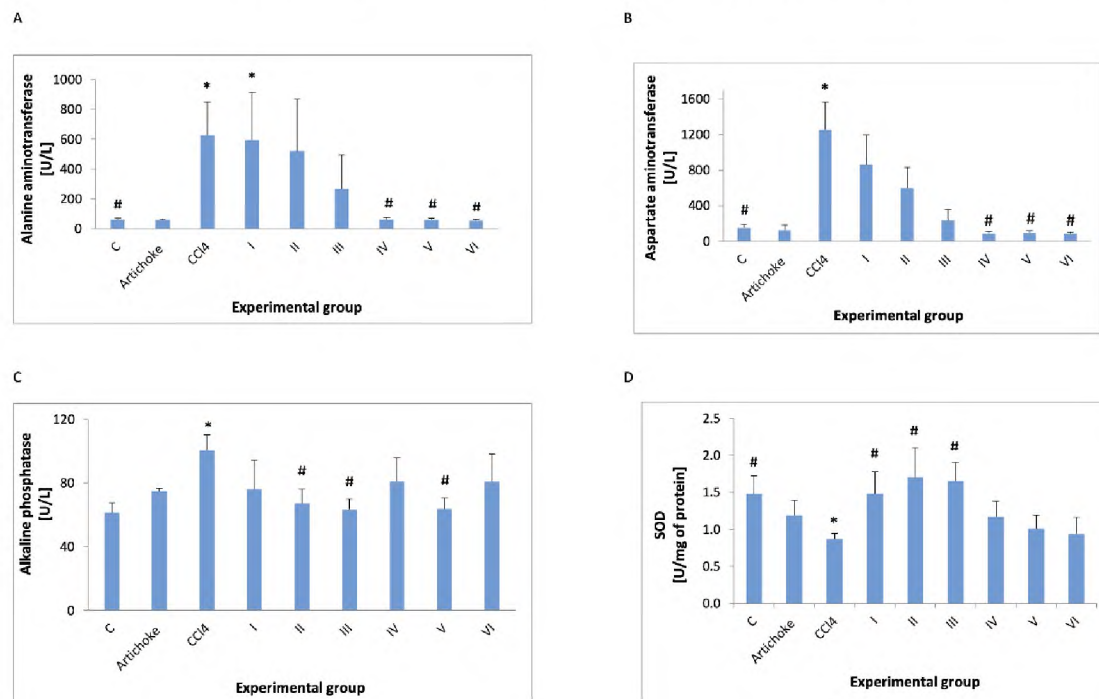 A
Alanine aminotransferase
[U/L]
1000
800
600
400
200
0
#
*
*
#
#
#
C
Artichoke
CCl4
I
II
III
IV
V
VI
Experimental group
B
Aspartate aminotransferase
[U/L]
1600
1200
800
400
0
#
*
#
#
#
C
Artichoke
CCl4
I
II
III
IV
V
VI
Experimental group
C
Alkaline phosphatase
[U/L]
120
80
40
0
*
#
#
#
C
Artichoke
CCl4
I
II
III
IV
V
VI
Experimental group
D
SOD
[U/mg of protein]
2.5
2.0
1.5
1.0
0.5
0.0
#
*
#
#
#
C
Artichoke
CCl4
I
II
III
IV
V
VI
Experimental group